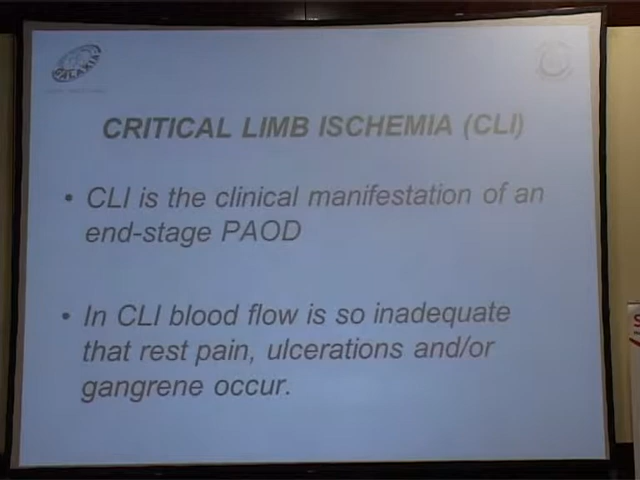 CRITICAL LIMB ISCHEMIA (CLI)
• CLI is the clinical manifestation of an
end-stage PAOD
• In CLI blood flow is so inadequate
that rest pain, ulcerations and/or
gangrene occur.